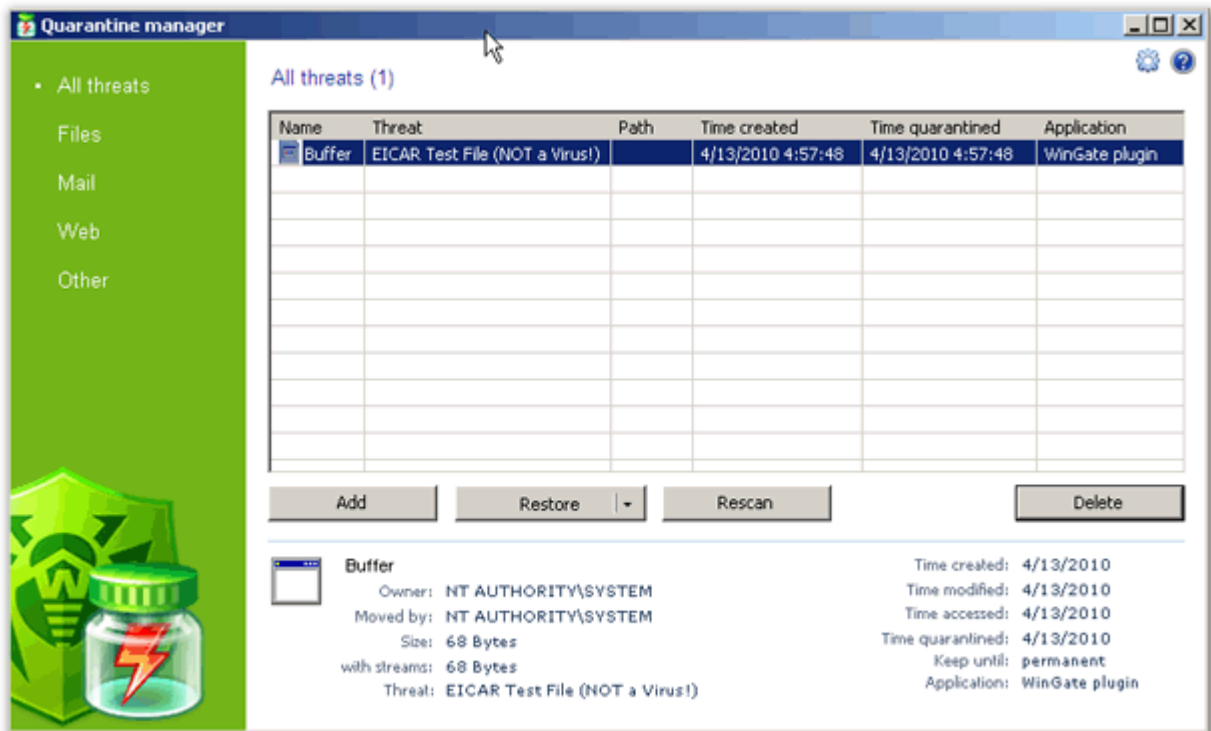 Quarantine manager
All threats
Files
Mail
Web
Other
All threats (1)
Name Threat Path Time created Time quarantined Application
Buffer EICAR Test File (NOT a Virus!) 4/13/2010 4:57:48 4/13/2010 4:57:48 WinGate plugin
Add Restore Rescan Delete
Buffer
Owner: NT AUTHORITY\SYSTEM
Moved by: NT AUTHORITY\SYSTEM
Size: 68 Bytes
with streams: 68 Bytes
Threat: EICAR Test File (NOT a Virus!)
Time created: 4/13/2010
Time modified: 4/13/2010
Time accessed: 4/13/2010
Time quarantined: 4/13/2010
Keep until: permanent
Application: WinGate plugin